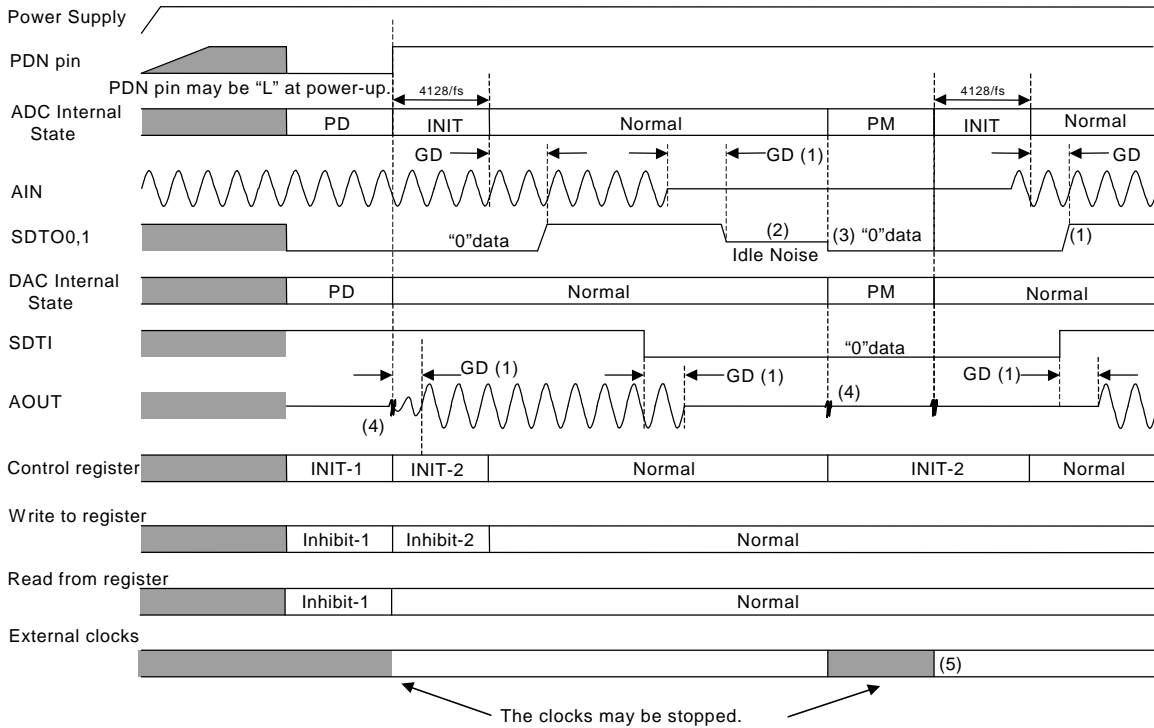 Power Supply
PDN pin
PDN pin may be “L” at power-up.
4128/fs
4128/fs
ADC Internal
State
PD
INIT
Normal
PM
INIT
Normal
GD
GD (1)
GD
AIN
SDTO0,1
“0”data
(2)
Idle Noise
(3) “0”data
(1)
DAC Internal
State
PD
Normal
PM
Normal
SDTI
“0”data
GD (1)
GD (1)
GD (1)
AOUT
(4)
(4)
Control register
INIT-1
INIT-2
Normal
INIT-2
Normal
Write to register
Inhibit-1
Inhibit-2
Normal
Read from register
Inhibit-1
Normal
External clocks
(5)
The clocks may be stopped.